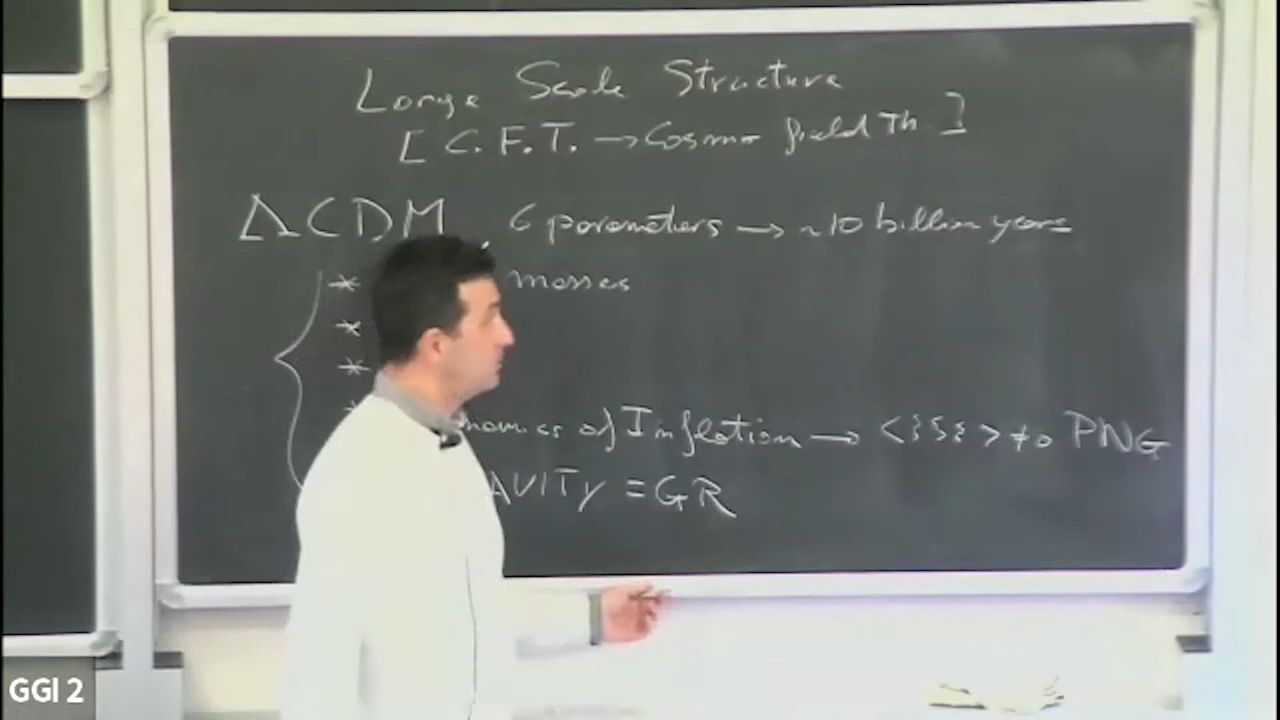 Large Scale Structure
[ C.F.T. → Cosmo field Th. ]
ΛCDM , 6 parameters → ~10 billion years
* masses
*
*
* namics of Inflation → <ζζζ> ≠0 PNG
AVITY = GR
GGI 2